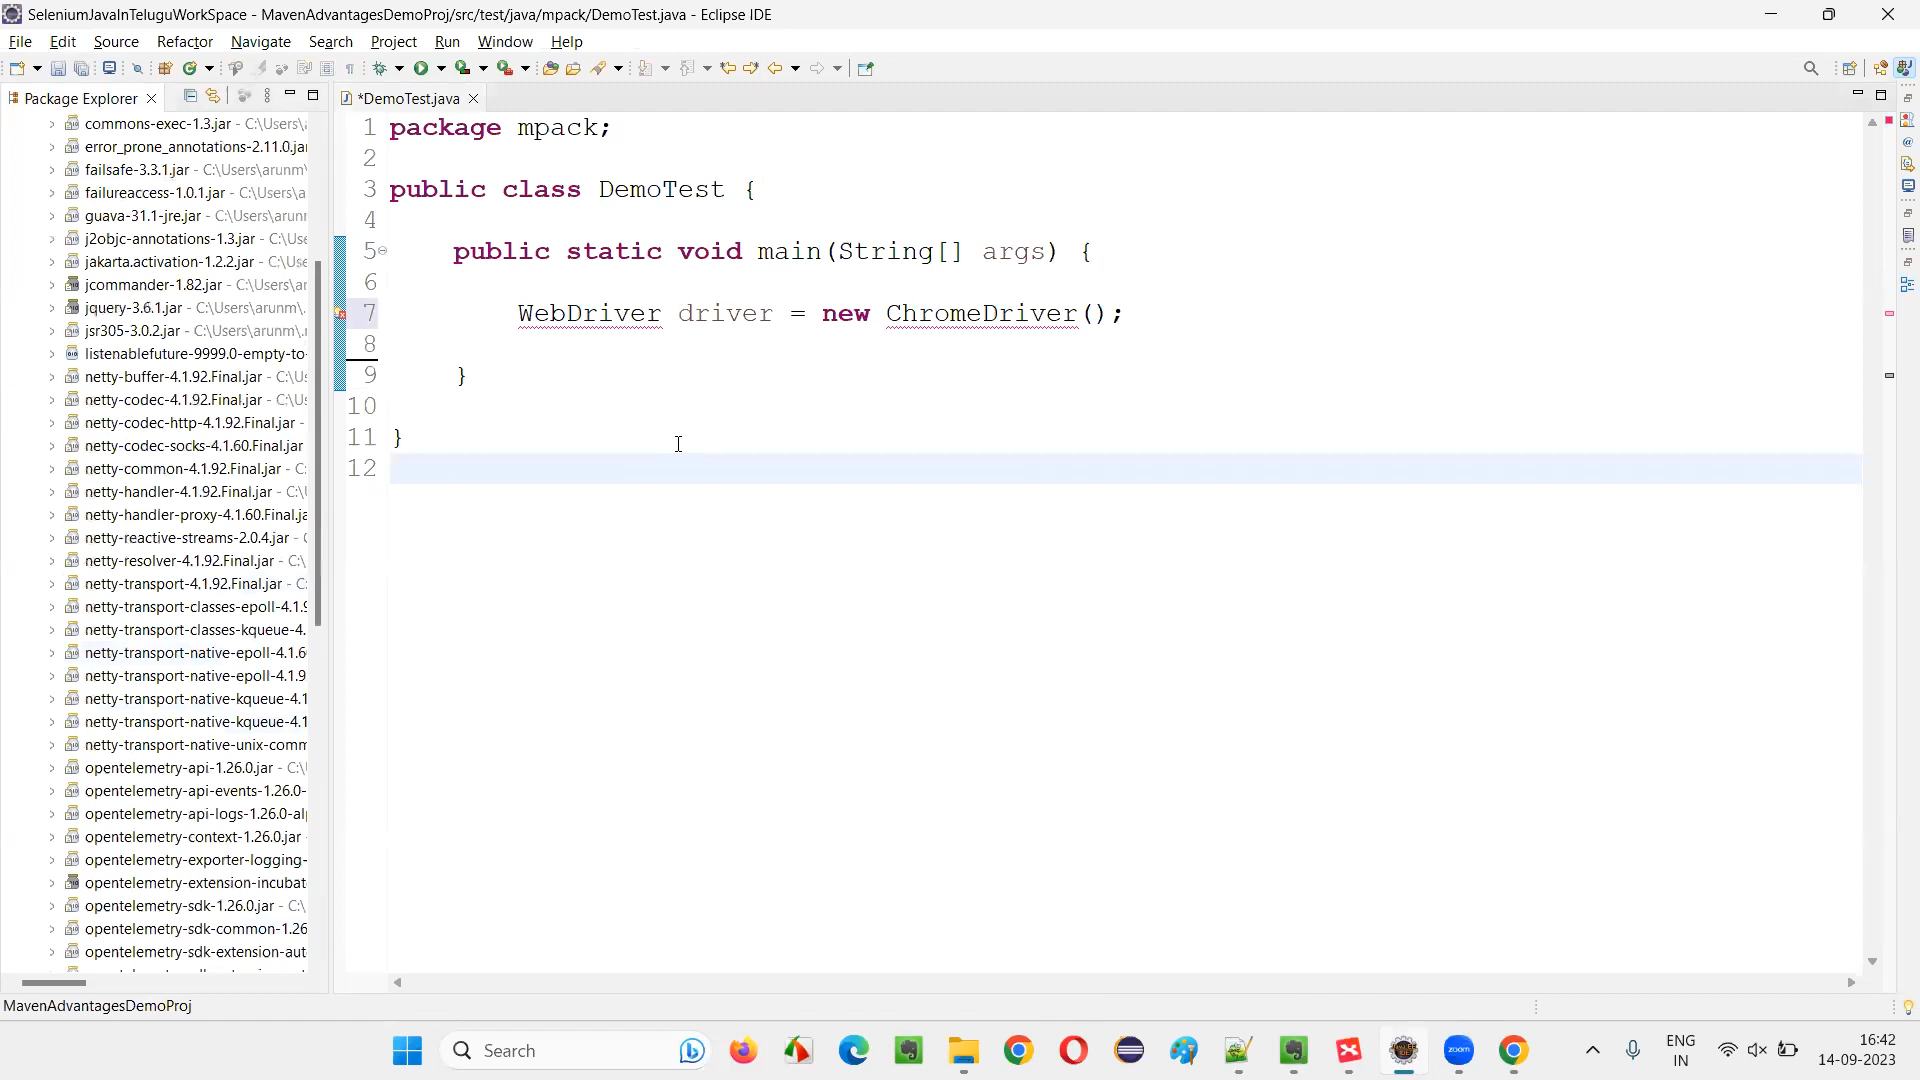 SeleniumJavaInTeluguWorkSpace - MavenAdvantagesDemoProj/src/test/java/mpack/DemoTest.java - Eclipse IDE
File Edit Source Refactor Navigate Search Project Run Window Help
Package Explorer
*DemoTest.java
commons-exec-1.3.jar - C:\Users\
error_prone_annotations-2.11.0.ja
failsafe-3.3.1.jar - C:\Users\arunm\
failureaccess-1.0.1.jar - C:\Users\a
guava-31.1-jre.jar - C:\Users\arun
j2objc-annotations-1.3.jar - C:\Use
jakarta.activation-1.2.2.jar - C:\Use
jcommander-1.82.jar - C:\Users\ar
jquery-3.6.1.jar - C:\Users\arunm\.
jsr305-3.0.2.jar - C:\Users\arunm\.
listenablefuture-9999.0-empty-to-
netty-buffer-4.1.92.Final.jar - C:\Us
netty-codec-4.1.92.Final.jar - C:\Us
netty-codec-http-4.1.92.Final.jar -
netty-codec-socks-4.1.60.Final.jar
netty-common-4.1.92.Final.jar - C:
netty-handler-4.1.92.Final.jar - C:\
netty-handler-proxy-4.1.60.Final.ja
netty-reactive-streams-2.0.4.jar -
netty-resolver-4.1.92.Final.jar - C:\
netty-transport-4.1.92.Final.jar - C:
netty-transport-classes-epoll-4.1.9
netty-transport-classes-kqueue-4.
netty-transport-native-epoll-4.1.6
netty-transport-native-epoll-4.1.9
netty-transport-native-kqueue-4.1
netty-transport-native-kqueue-4.1
netty-transport-native-unix-comm
opentelemetry-api-1.26.0.jar - C:\
opentelemetry-api-events-1.26.0-
opentelemetry-api-logs-1.26.0-al
opentelemetry-context-1.26.0.jar
opentelemetry-exporter-logging-
opentelemetry-extension-incubat
opentelemetry-sdk-1.26.0.jar - C:\
opentelemetry-sdk-common-1.26
opentelemetry-sdk-extension-aut
1 package mpack;
2
3 public class DemoTest {
4
5 public static void main(String[] args) {
6
7 WebDriver driver = new ChromeDriver();
8
9 }
10
11 }
12
MavenAdvantagesDemoProj
Search
zoom
ENG
IN
16:42
14-09-2023